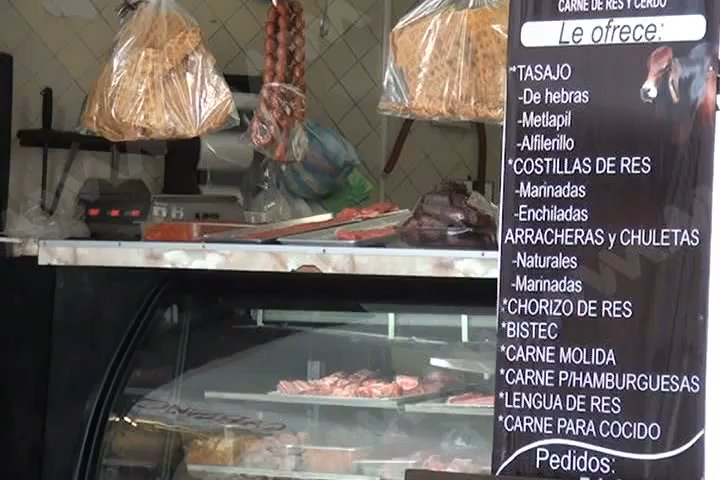 CARNE DE RES Y CERDO
Le ofrece:
*TASAJO
-De hebras
-Metlapil
-Alfilerillo
*COSTILLAS DE RES
-Marinadas
-Enchiladas
ARRACHERAS y CHULETAS
-Naturales
-Marinadas
*CHORIZO DE RES
*BISTEC
*CARNE MOLIDA
*CARNE P/HAMBURGUESAS
*LENGUA DE RES
*CARNE PARA COCIDO
Pedidos: